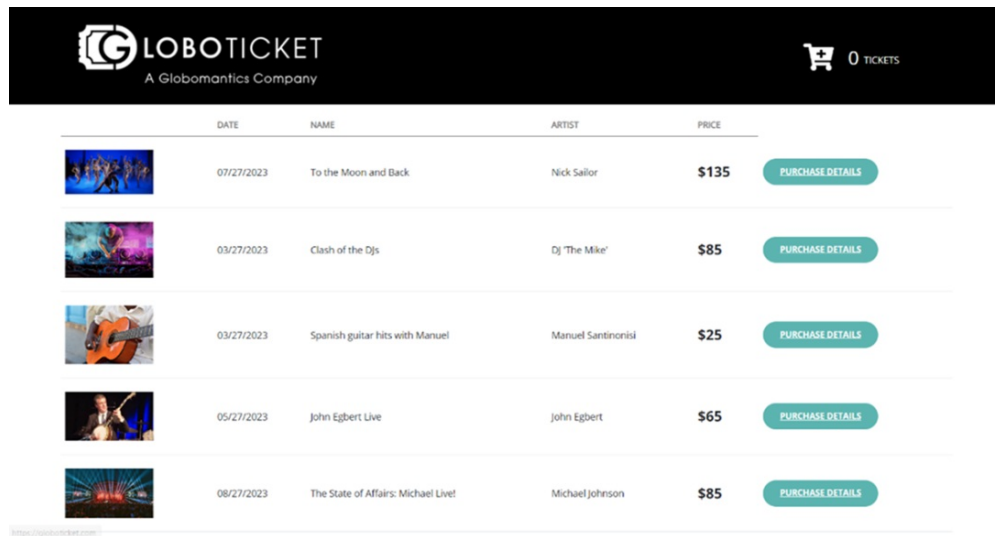 GLOBOTICKET
A Globomantics Company
0 TICKETS
DATE NAME ARTIST PRICE
07/27/2023 To the Moon and Back Nick Sailor $135 PURCHASE DETAILS
03/27/2023 Clash of the DJs DJ 'The Mike' $85 PURCHASE DETAILS
03/27/2023 Spanish guitar hits with Manuel Manuel Santinonisi $25 PURCHASE DETAILS
05/27/2023 John Egbert Live John Egbert $65 PURCHASE DETAILS
08/27/2023 The State of Affairs: Michael Live! Michael Johnson $85 PURCHASE DETAILS
https://globoticket.com